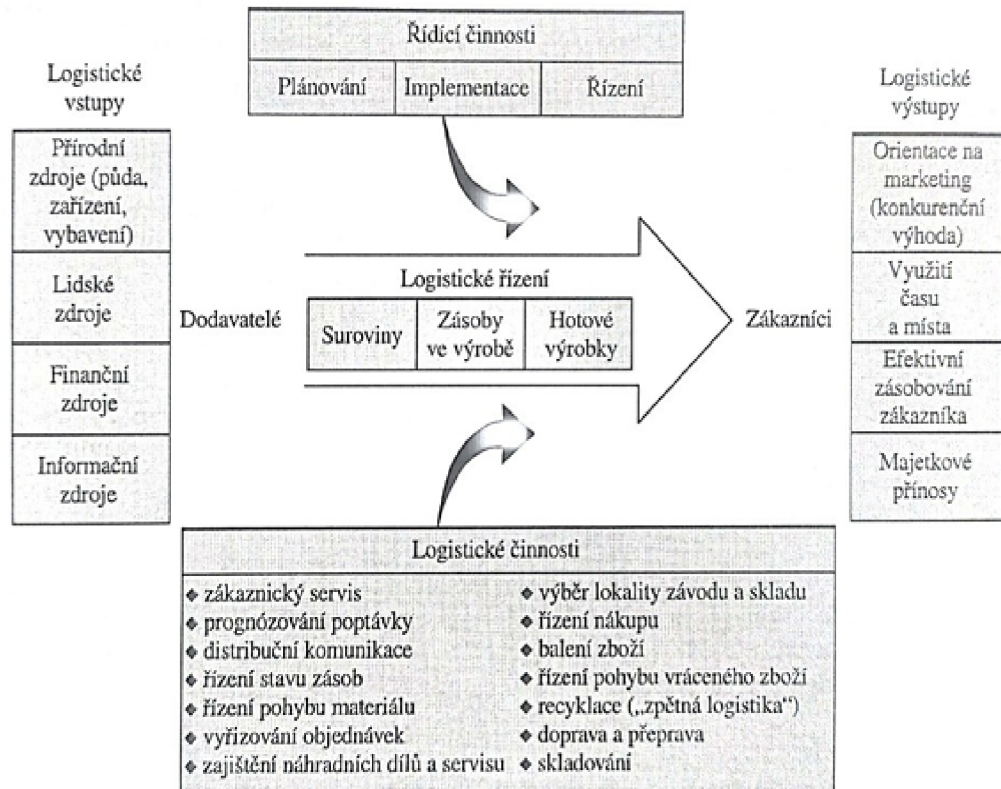 Řídící činnosti
Plánování
Implementace
Řízení
Logistické
vstupy
Přírodní
zdroje (půda,
zařízení,
vybavení)
Lidské
zdroje
Finanční
zdroje
Informační
zdroje
Dodavatelé
Logistické řízení
Suroviny
Zásoby
ve výrobě
Hotové
výrobky
Zákazníci
Logistické
výstupy
Orientace na
marketing
(konkurenční
výhoda)
Využití
času
a místa
Efektivní
zásobování
zákazníka
Majetkové
přínosy
Logistické činnosti
❖ zákaznický servis
❖ prognózování poptávky
❖ distribuční komunikace
❖ řízení stavu zásob
❖ řízení pohybu materiálu
❖ vyřizování objednávek
❖ zajištění náhradních dílů a servisu
❖ výběr lokality závodu a skladu
❖ řízení nákupu
❖ balení zboží
❖ řízení pohybu vráceného zboží
❖ recyklace („zpětná logistika“)
❖ doprava a přeprava
❖ skladování